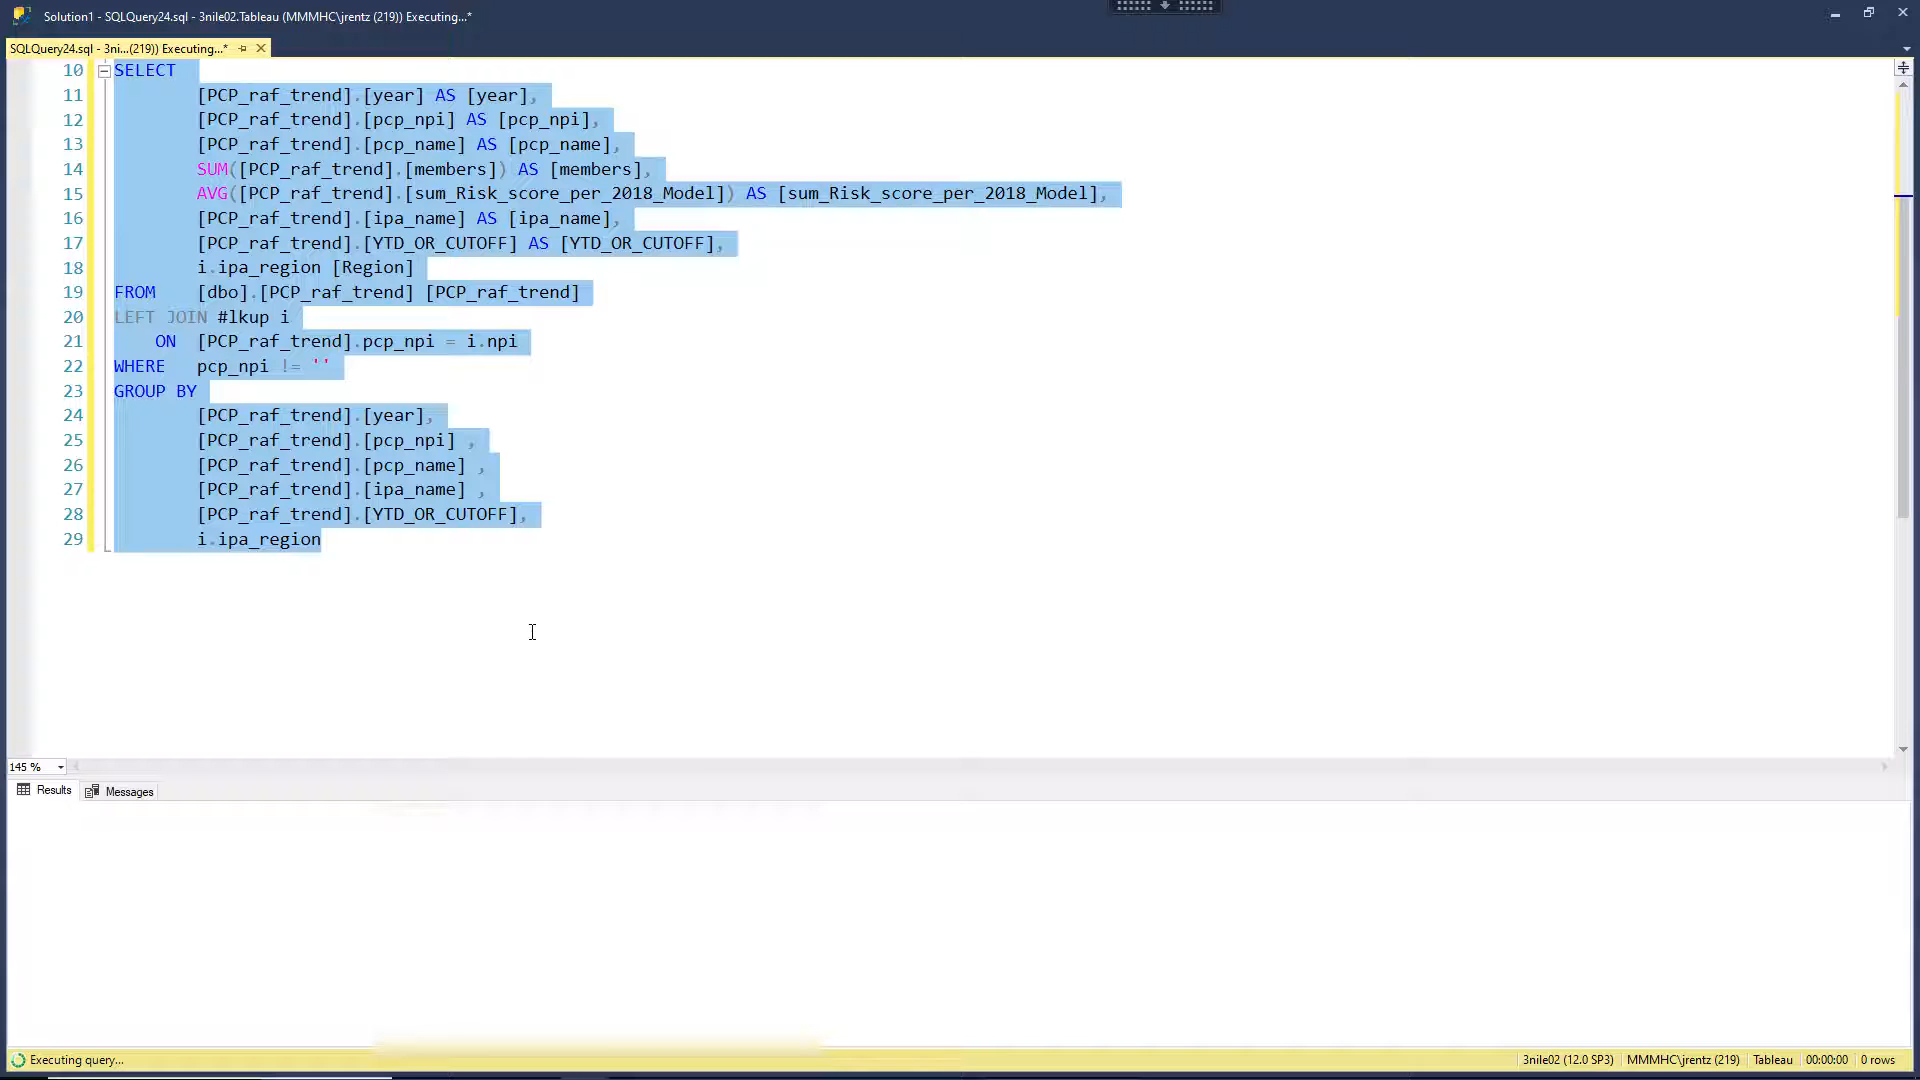 Solution1 - SQLQuery24.sql - 3nile02.Tableau (MMMHC\jrentz (219)) Executing...*
SQLQuery24.sql - 3ni...(219)) Executing...*
10 SELECT
11 [PCP_raf_trend].[year] AS [year],
12 [PCP_raf_trend].[pcp_npi] AS [pcp_npi],
13 [PCP_raf_trend].[pcp_name] AS [pcp_name],
14 SUM([PCP_raf_trend].[members]) AS [members],
15 AVG([PCP_raf_trend].[sum_Risk_score_per_2018_Model]) AS [sum_Risk_score_per_2018_Model],
16 [PCP_raf_trend].[ipa_name] AS [ipa_name],
17 [PCP_raf_trend].[YTD_OR_CUTOFF] AS [YTD_OR_CUTOFF],
18 i.ipa_region [Region]
19 FROM [dbo].[PCP_raf_trend] [PCP_raf_trend]
20 LEFT JOIN #lkup i
21 ON [PCP_raf_trend].pcp_npi = i.npi
22 WHERE pcp_npi != ''
23 GROUP BY
24 [PCP_raf_trend].[year],
25 [PCP_raf_trend].[pcp_npi] ,
26 [PCP_raf_trend].[pcp_name] ,
27 [PCP_raf_trend].[ipa_name] ,
28 [PCP_raf_trend].[YTD_OR_CUTOFF],
29 i.ipa_region
145 %
Results Messages
Executing query... 3nile02 (12.0 SP3) MMMHC\jrentz (219) Tableau 00:00:00 0 rows